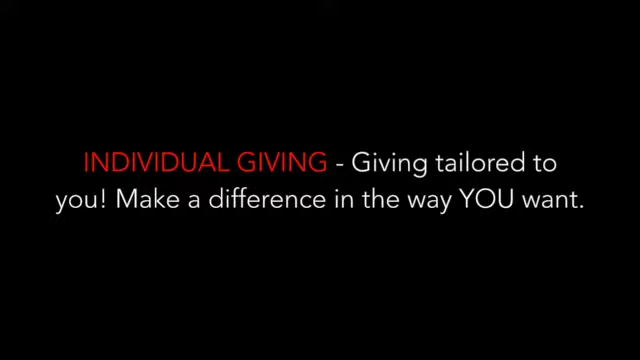 INDIVIDUAL GIVING - Giving tailored to
you! Make a difference in the way YOU want.